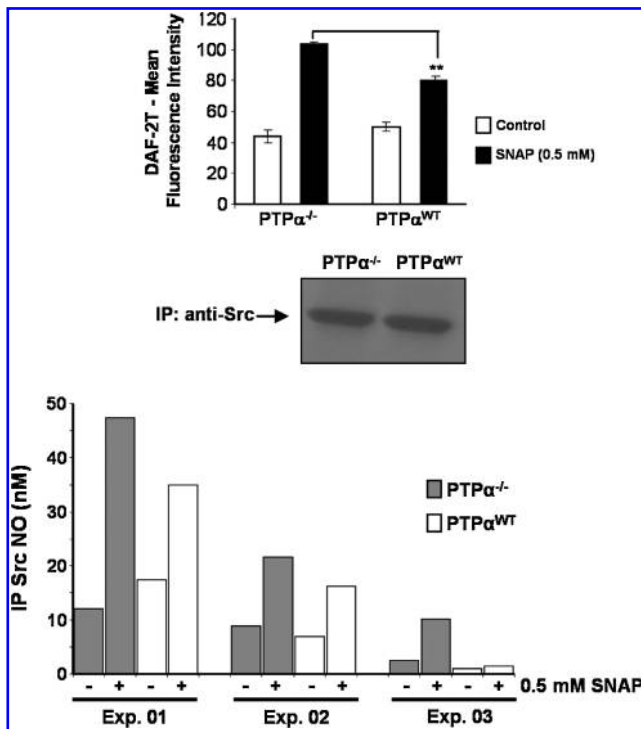 120
100
80
60
40
20
0
DAF-2T - Mean
Fluorescence Intensity
**
Control
SNAP (0.5 mM)
PTPα-/- PTPαWT
PTPα-/- PTPαWT
IP: anti-Src
50
40
30
20
10
0
IP Src NO (nM)
PTPα-/-
PTPαWT
- + - + - + - + - + - + 0.5 mM SNAP
Exp. 01 Exp. 02 Exp. 03